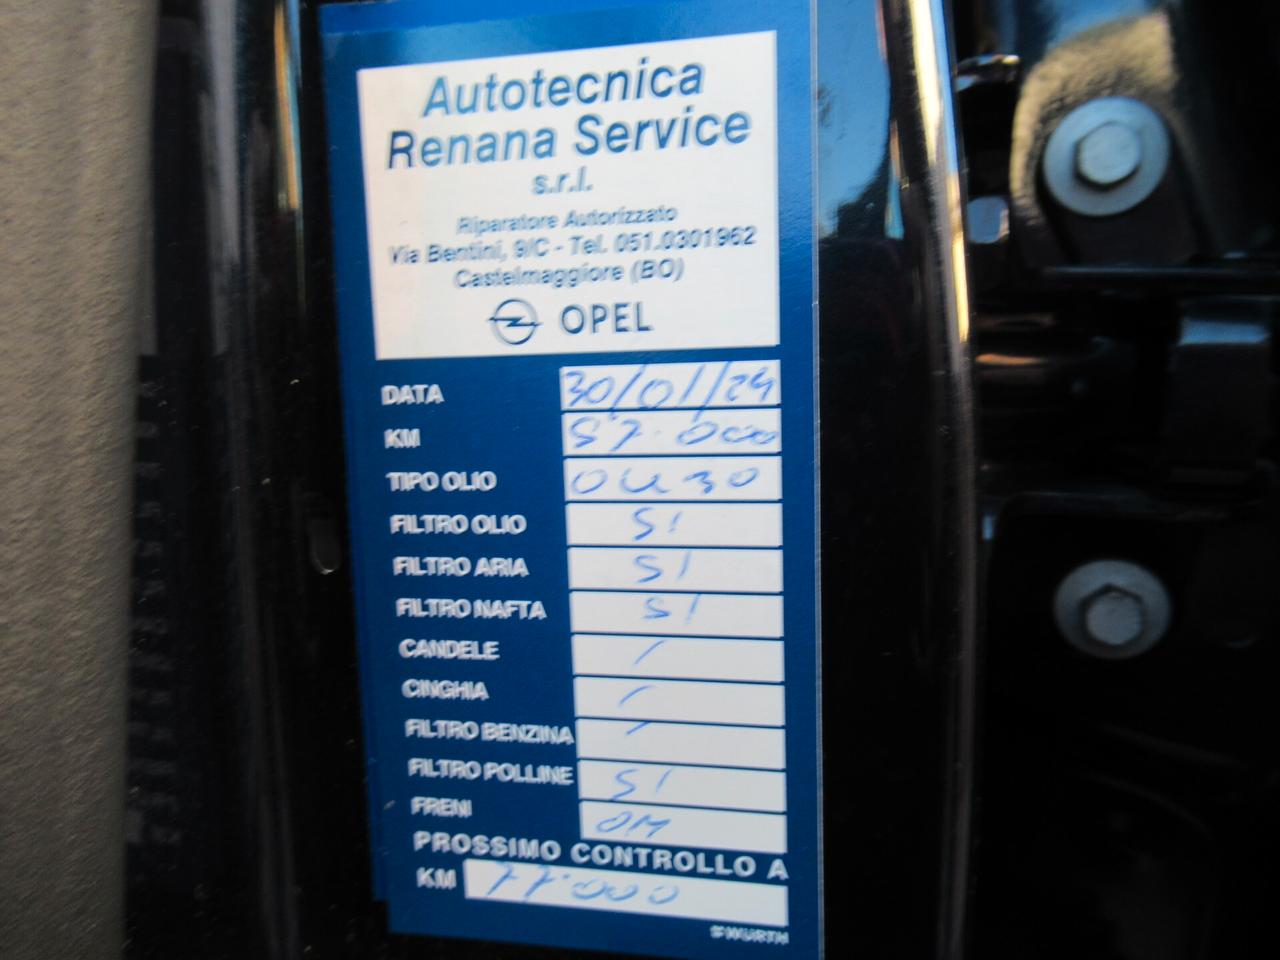 Autotecnica
Renana Service
s.r.l.
Riparatore Autorizzato
Via Bentini, 9/C - Tel. 051.0301962
Castelmaggiore (BO)
OPEL
DATA 30/01/24
KM 57.000
TIPO OLIO 0W30
FILTRO OLIO SI
FILTRO ARIA SI
FILTRO NAFTA SI
CANDELE /
CINGHIA /
FILTRO BENZINA /
FILTRO POLLINE SI
FRENI OK
PROSSIMO CONTROLLO A
KM 77.000
WÜRTH